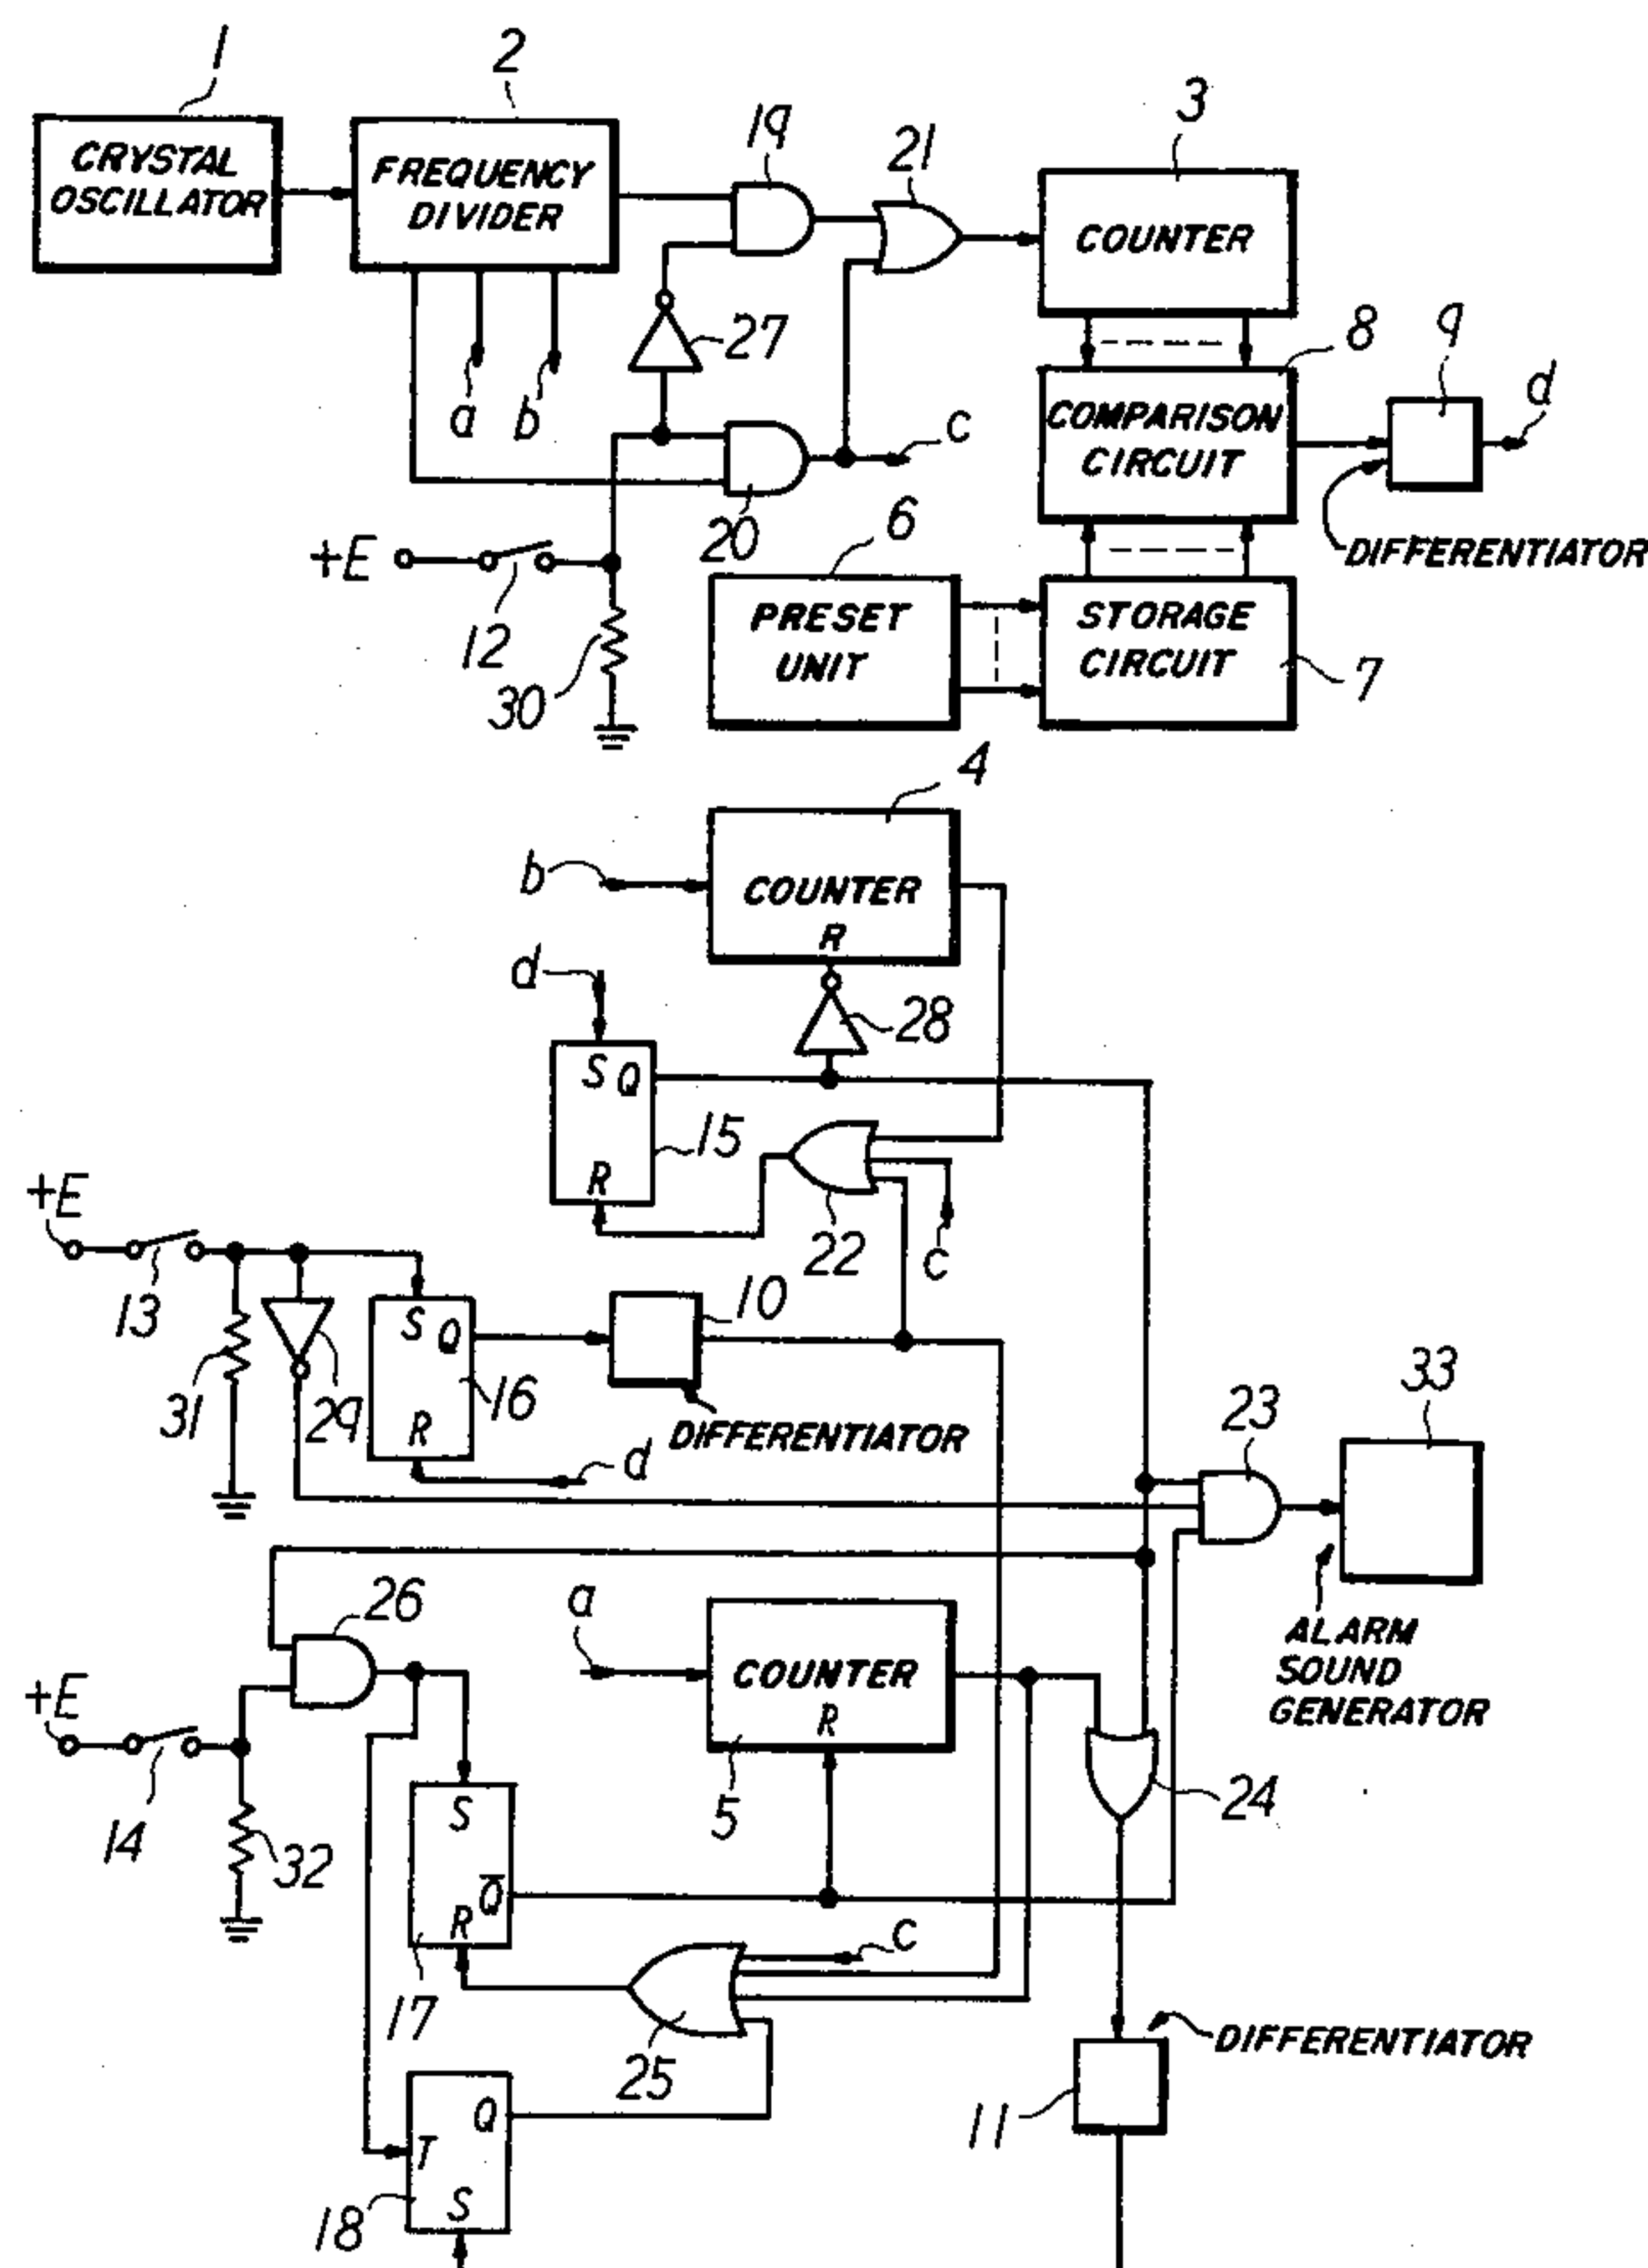 1
2
3
19
21
CRYSTAL
OSCILLATOR
FREQUENCY
DIVIDER
COUNTER
27
8
9
a
b
c
d
COMPARISON
CIRCUIT
20
6
DIFFERENTIATOR
+E
12
PRESET
UNIT
STORAGE
CIRCUIT
7
30
4
b
COUNTER
R
d
28
S Q
15
R
+E
22
c
13
10
S Q
33
31
29
16
23
R
DIFFERENTIATOR
d
26
a
ALARM
SOUND
GENERATOR
COUNTER
R
+E
14
5
24
S
32
Q̅
R
c
17
DIFFERENTIATOR
25
Q
11
T
S
18